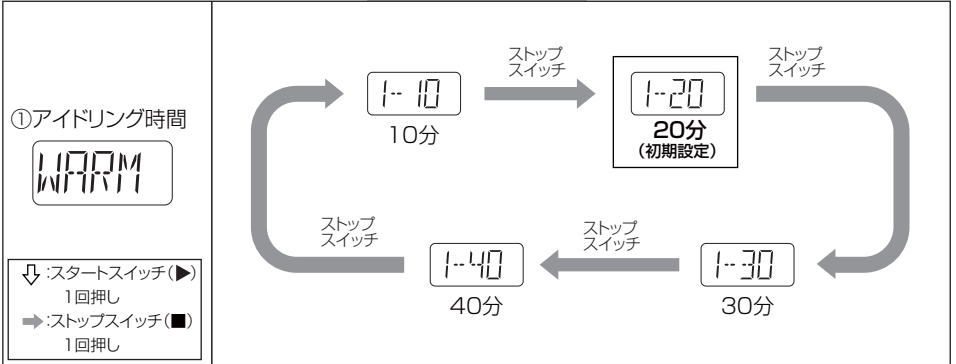 ①アイドリング時間
WARM
⇩:スタートスイッチ(▶)
1回押し
➡:ストップスイッチ(■)
1回押し
1-- 10
10分
ストップ
スイッチ
1--20
20分
(初期設定)
ストップ
スイッチ
1--30
30分
ストップ
スイッチ
1--40
40分
ストップ
スイッチ